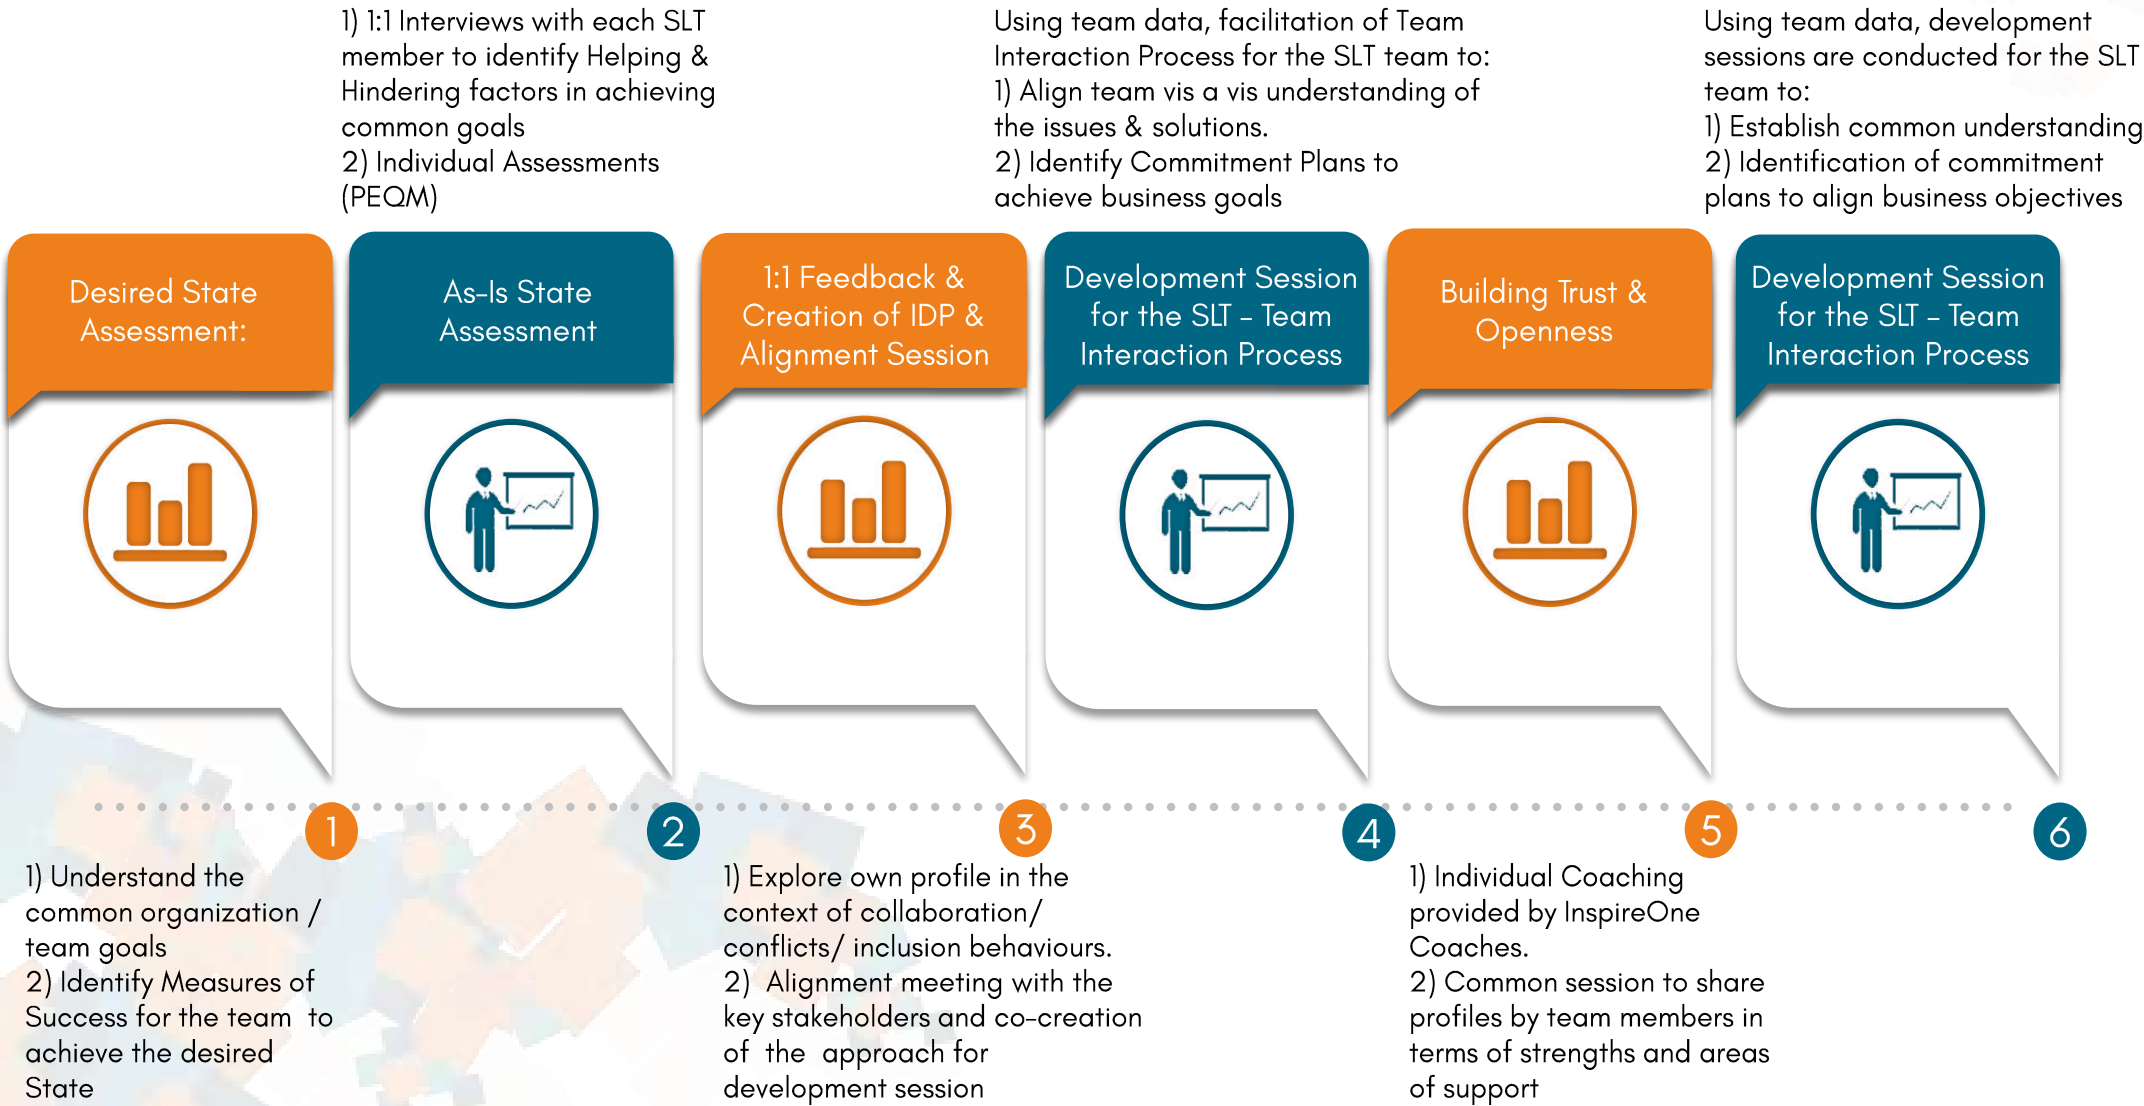 1) 1:1 Interviews with each SLT
member to identify Helping &
Hindering factors in achieving
common goals
2) Individual Assessments
(PEQM)
Using team data, facilitation of Team
Interaction Process for the SLT team to:
1) Align team vis a vis understanding of
the issues & solutions.
2) Identify Commitment Plans to
achieve business goals
Using team data, development
sessions are conducted for the SLT
team to:
1) Establish common understanding
2) Identification of commitment
plans to align business objectives
Desired State
Assessment:
As-Is State
Assessment
1:1 Feedback &
Creation of IDP &
Alignment Session
Development Session
for the SLT - Team
Interaction Process
Building Trust &
Openness
Development Session
for the SLT - Team
Interaction Process
1
2
3
4
5
6
1) Understand the
common organization /
team goals
2) Identify Measures of
Success for the team to
achieve the desired
State
1) Explore own profile in the
context of collaboration/
conflicts/ inclusion behaviours.
2) Alignment meeting with the
key stakeholders and co-creation
of the approach for
development session
1) Individual Coaching
provided by InspireOne
Coaches.
2) Common session to share
profiles by team members in
terms of strengths and areas
of support